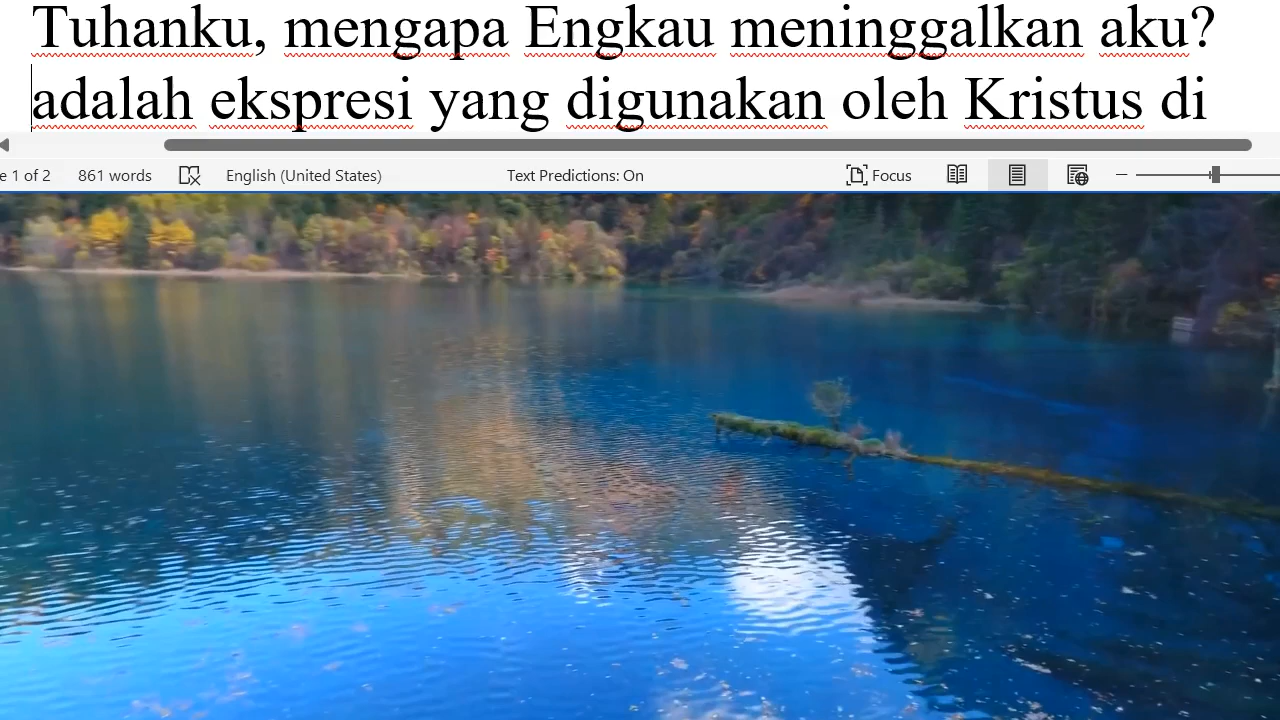 Tuhanku, mengapa Engkau meninggalkan aku?
adalah ekspresi yang digunakan oleh Kristus di
e 1 of 2 861 words English (United States) Text Predictions: On Focus